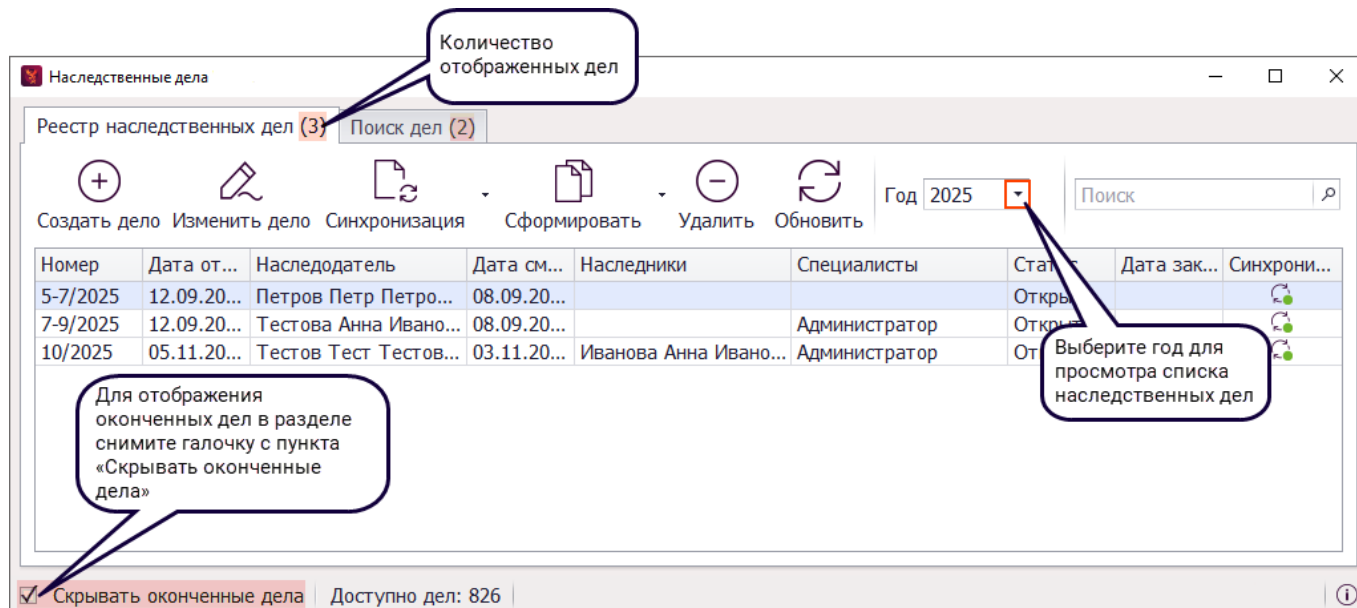 Количество
отображенных дел
Наследственные дела
Реестр наследственных дел (3)
Поиск дел (2)
Создать дело
Изменить дело
Синхронизация
Сформировать
Удалить
Обновить
Год
2025
Поиск
Номер Дата от... Наследодатель Дата см... Наследники Специалисты Дата зак... Синхрони...
5-7/2025 12.09.20... Петров Петр Петро... 08.09.20...
7-9/2025 12.09.20... Тестова Анна Ивано... 08.09.20... Администратор
10/2025 05.11.20... Тестов Тест Тестов... 03.11.20... Иванова Анна Ивано... Администратор
Выберите год для
просмотра списка
наследственных дел
Для отображения
оконченных дел в разделе
снимите галочку с пункта
«Скрывать оконченные
дела»
Скрывать оконченные дела
Доступно дел: 826